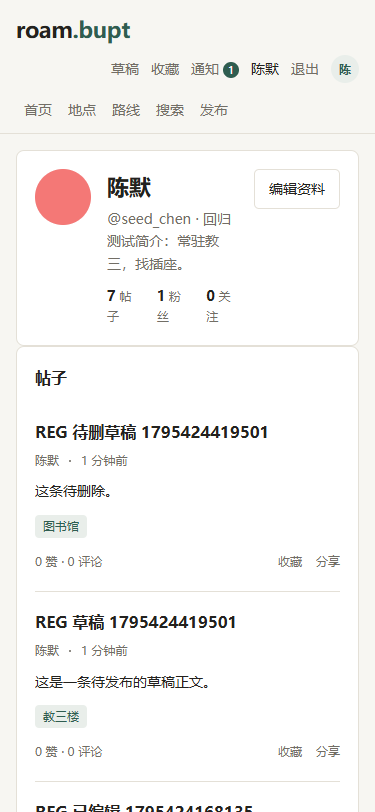 roam.bupt
草稿 收藏 通知 1 陈默 退出 陈
首页 地点 路线 搜索 发布
陈默
编辑资料
@seed_chen · 回归
测试简介：常驻教
三，找插座。
7 帖子 1 粉丝 0 关注
帖子
REG 待删草稿 1795424419501
陈默 · 1 分钟前
这条待删除。
图书馆
0 赞 · 0 评论 收藏 分享
REG 草稿 1795424419501
陈默 · 1 分钟前
这是一条待发布的草稿正文。
教三楼
0 赞 · 0 评论 收藏 分享
REG 已编辑 1795424168135